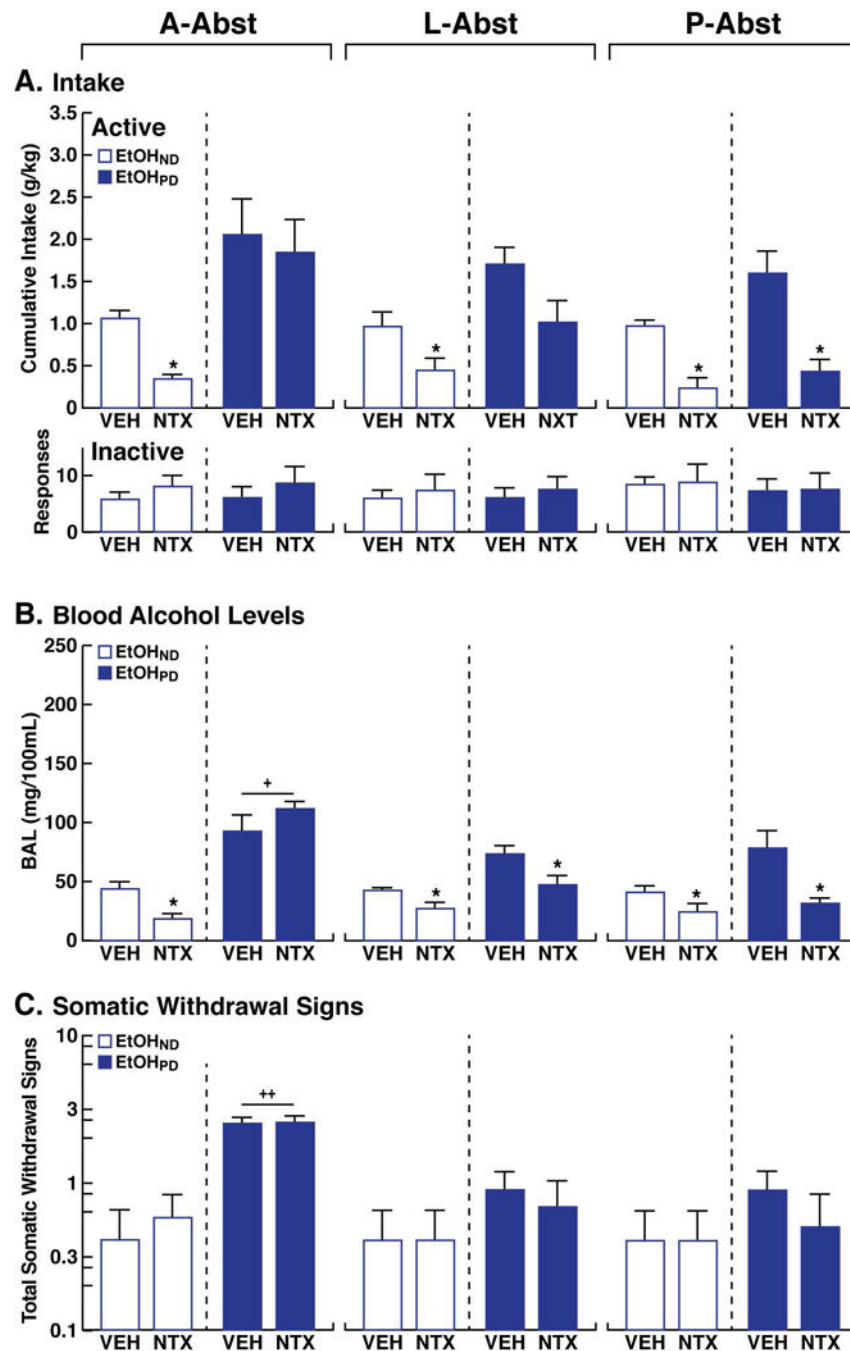 A-Abst L-Abst P-Abst
A. Intake
Active
EtOHND
EtOHPD
Cumulative Intake (g/kg)
3.5
3.0
2.5
2.0
1.5
1.0
0.5
0
* * * *
VEH NTX VEH NTX VEH NTX VEH NXT VEH NTX VEH NTX
Inactive
Responses
10
0
VEH NTX VEH NTX VEH NTX VEH NTX VEH NTX VEH NTX
B. Blood Alcohol Levels
EtOHND
EtOHPD
BAL (mg/100mL)
250
200
150
100
50
0
+
* * * * *
VEH NTX VEH NTX VEH NTX VEH NTX VEH NTX VEH NTX
C. Somatic Withdrawal Signs
EtOHND
EtOHPD
Total Somatic Withdrawal Signs
10
3
1
0.3
0.1
++
VEH NTX VEH NTX VEH NTX VEH NTX VEH NTX VEH NTX